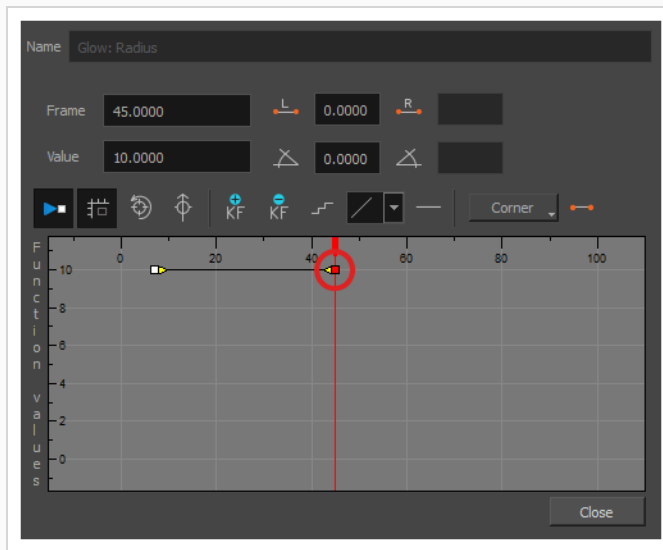 Name Glow: Radius
Frame 45.0000 L 0.0000 R
Value 10.0000 0.0000
KF KF Corner
Function values
0 20 40 60 80 100
10
8
6
4
2
0
Close